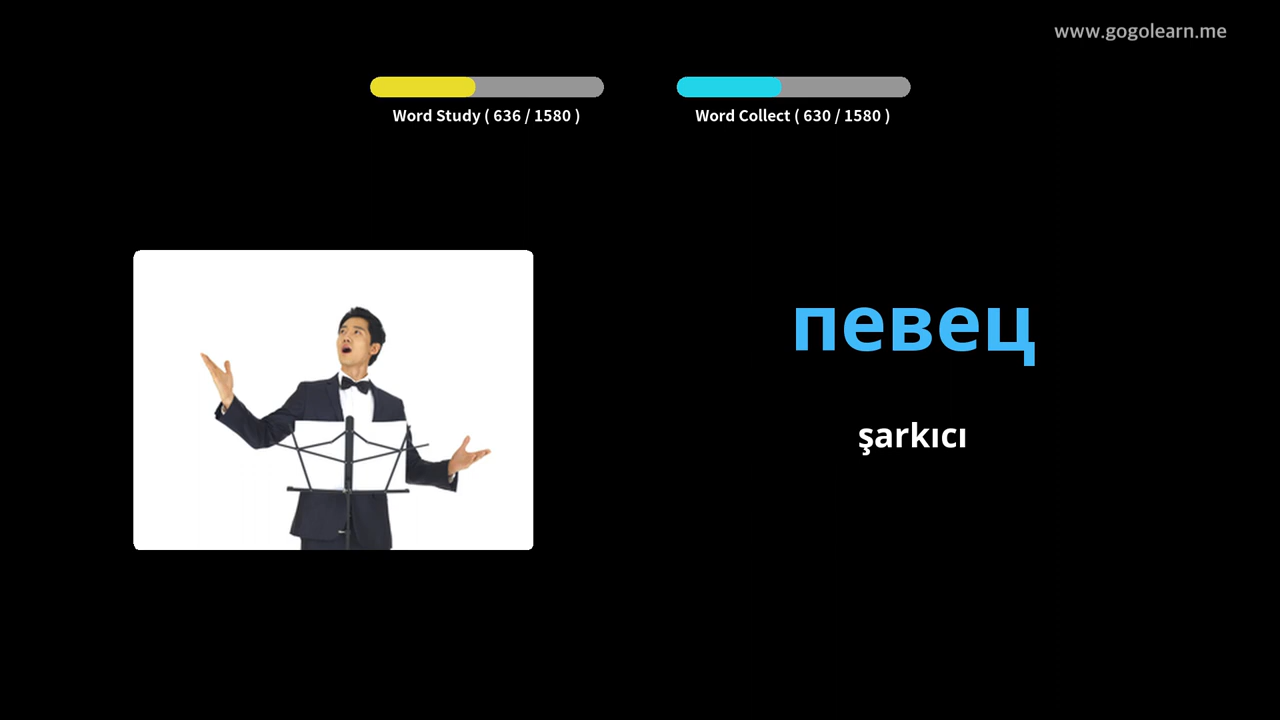 www.gogolearn.me
Word Study ( 636 / 1580 )
Word Collect ( 630 / 1580 )
певец
şarkıcı